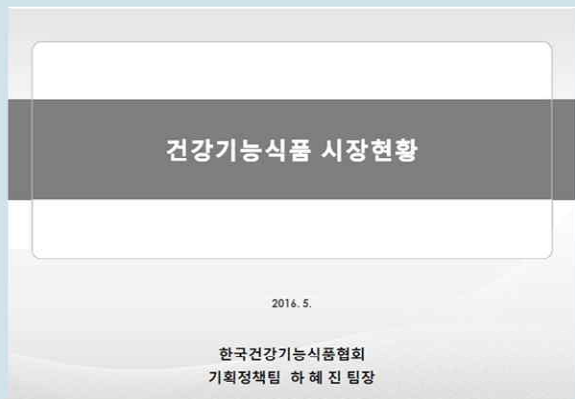 건강기능식품 시장현황
2016. 5.
한국건강기능식품협회
기획정책팀 하 혜 진 팀장